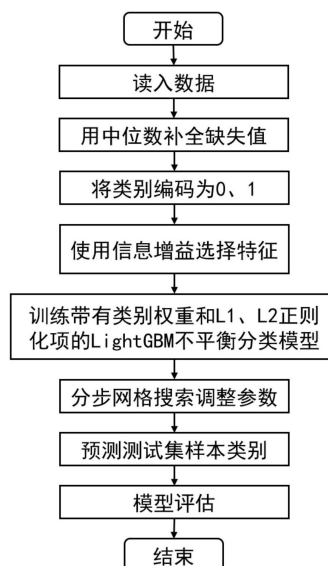 开始
读入数据
用中位数补全缺失值
将类别编码为0、1
使用信息增益选择特征
训练带有类别权重和L1、L2正则
化项的LightGBM不平衡分类模型
分步网格搜索调整参数
预测测试集样本类别
模型评估
结束